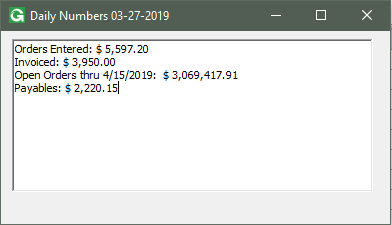 Daily Numbers 03-27-2019
Orders Entered: $ 5,597.20
Invoiced: $ 3,950.00
Open Orders thru 4/15/2019:  $ 3,069,417.91
Payables: $ 2,220.15